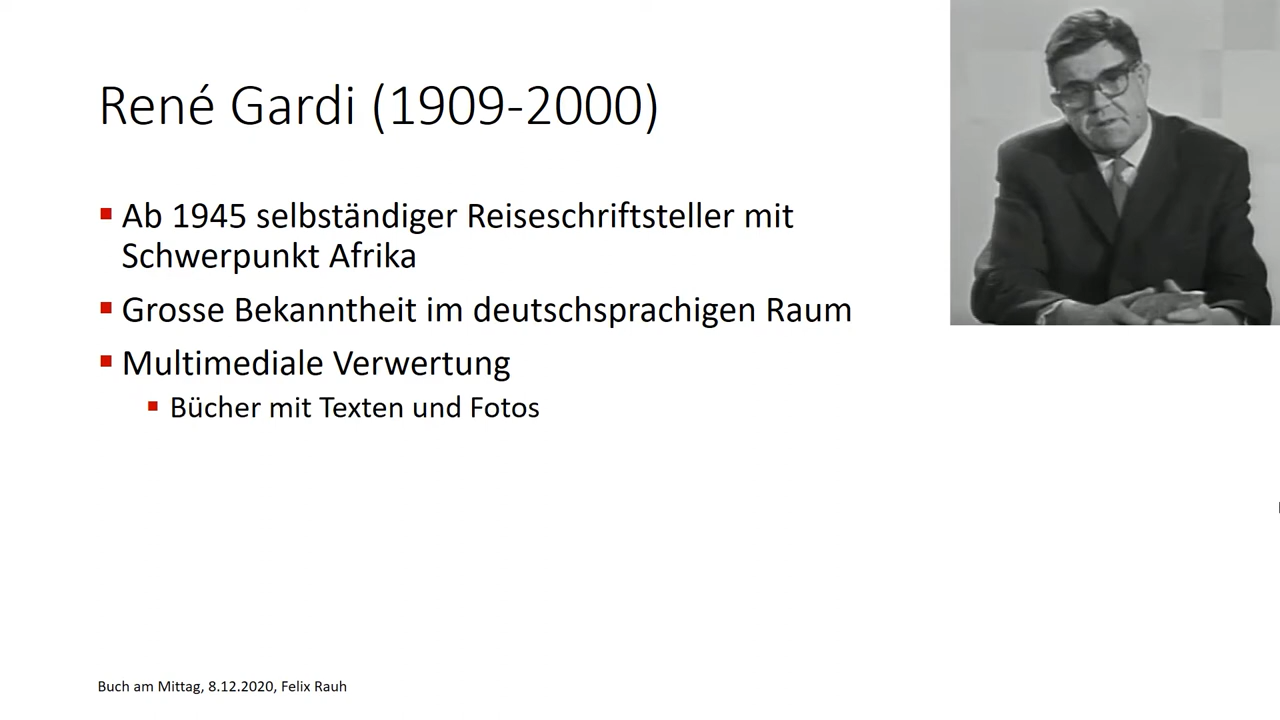 René Gardi (1909-2000)
Ab 1945 selbständiger Reiseschriftsteller mit
Schwerpunkt Afrika
Grosse Bekanntheit im deutschsprachigen Raum
Multimediale Verwertung
Bücher mit Texten und Fotos
Buch am Mittag, 8.12.2020, Felix Rauh